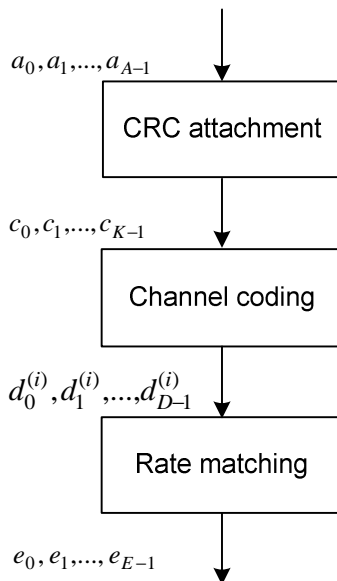 a_0, a_1, ..., a_{A-1}
CRC attachment
c_0, c_1, ..., c_{K-1}
Channel coding
d_0^{(i)}, d_1^{(i)}, ..., d_{D-1}^{(i)}
Rate matching
e_0, e_1, ..., e_{E-1}